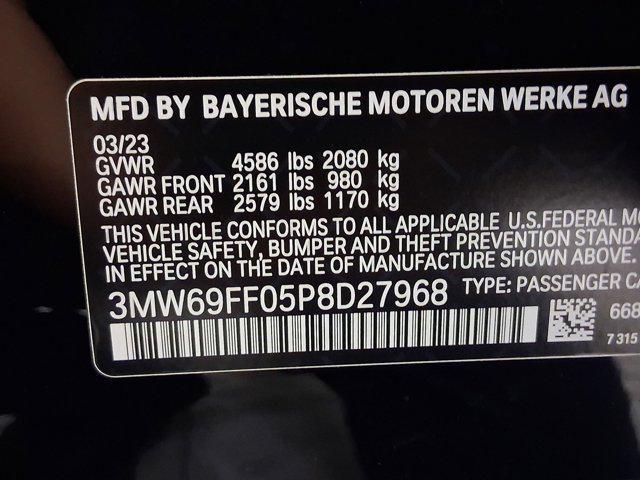 MFD BY BAYERISCHE MOTOREN WERKE AG
03/23
GVWR 4586 lbs 2080 kg
GAWR FRONT 2161 lbs 980 kg
GAWR REAR 2579 lbs 1170 kg
THIS VEHICLE CONFORMS TO ALL APPLICABLE U.S.FEDERAL M
VEHICLE SAFETY, BUMPER AND THEFT PREVENTION STANDA
IN EFFECT ON THE DATE OF MANUFACTURE SHOWN ABOVE.
3MW69FF05P8D27968 TYPE: PASSENGER CA
668
7 315